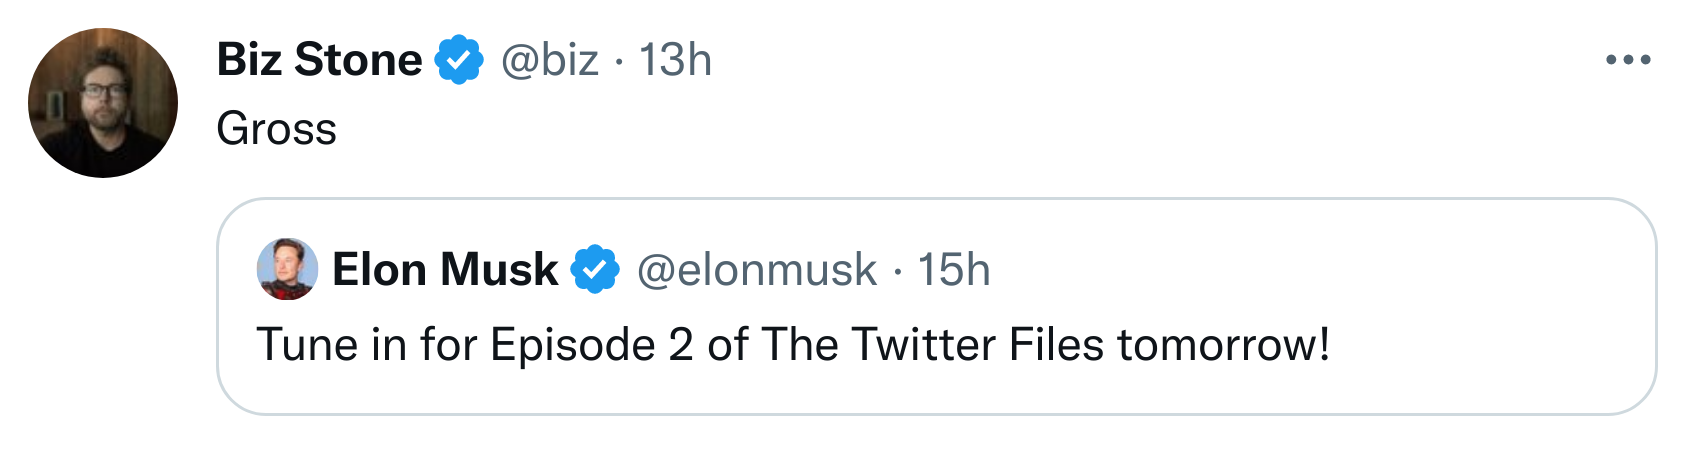 Biz Stone @biz · 13h
Gross
Elon Musk @elonmusk · 15h
Tune in for Episode 2 of The Twitter Files tomorrow!